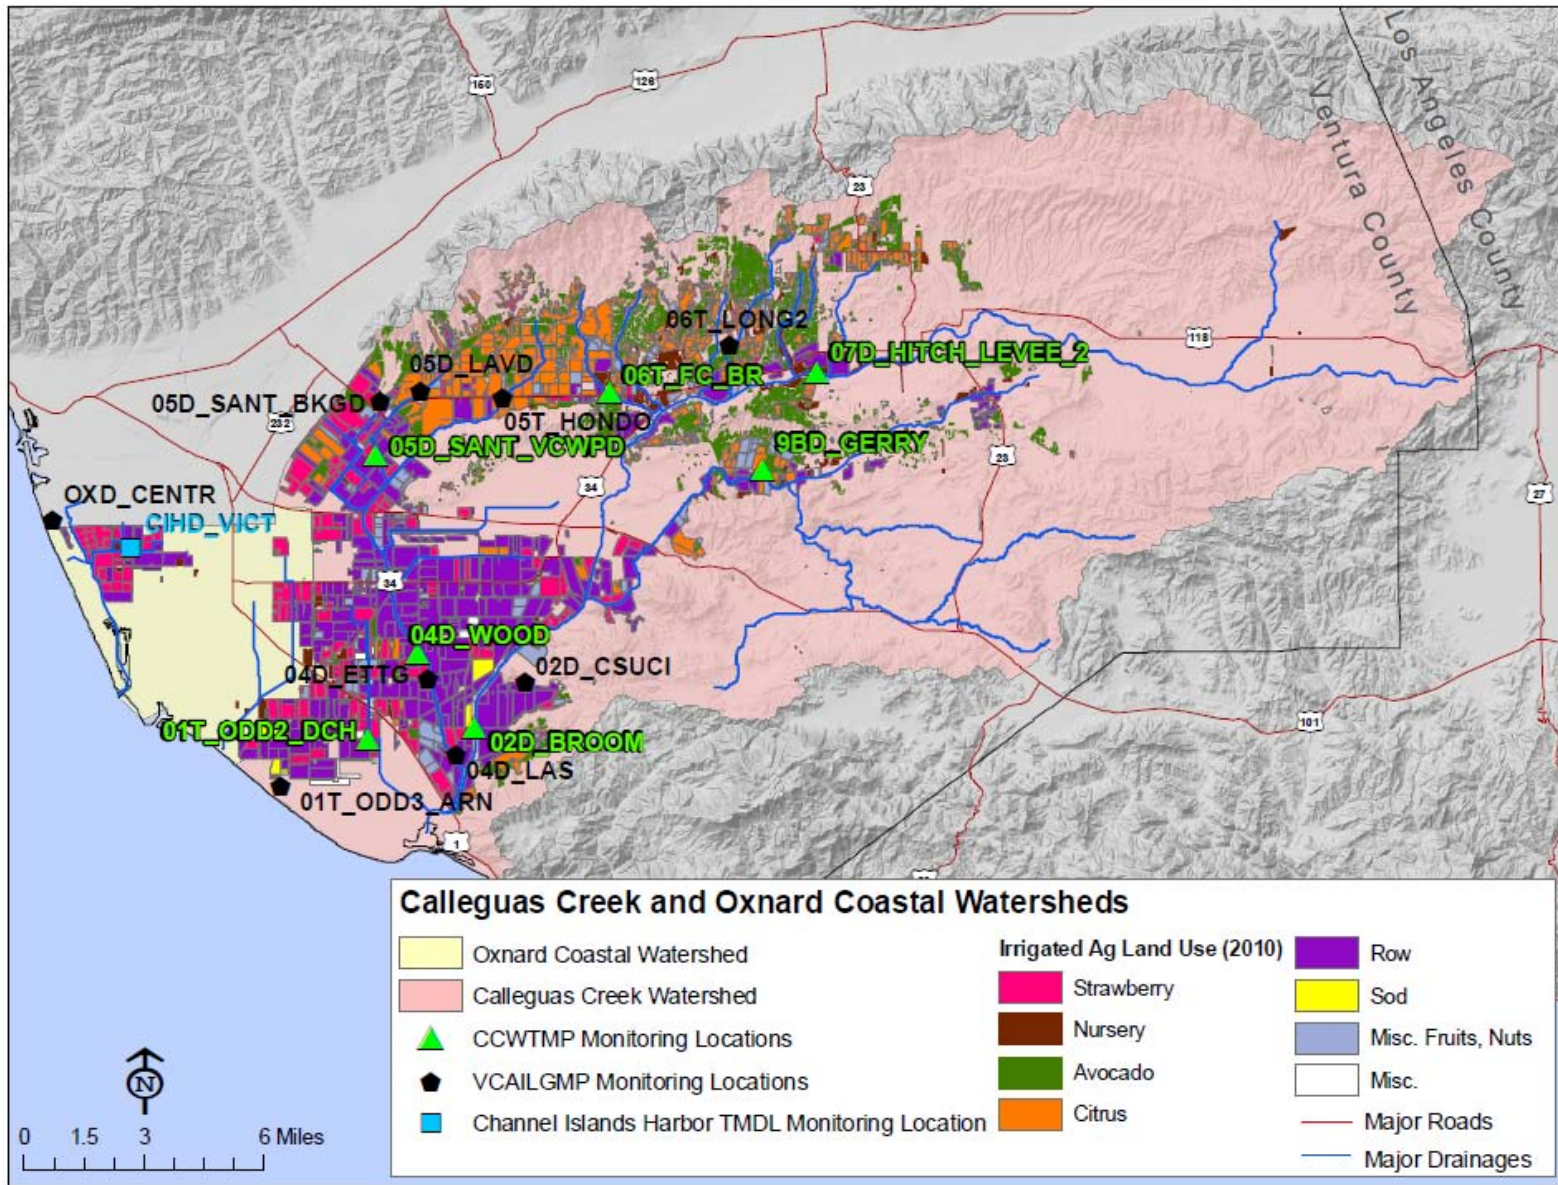 Los Angeles County
Ventura County
150
126
23
118
06T_LONG2
07D_HITCH_LEVEE_2
05D_LAVD
06T_FC_BR
05D_SANT_BKGD
05T_HONDO
232
05D_SANT_VCWPD
9BD_GERRY
23
34
27
OXD_CENTR
CIHD_VICT
34
04D_WOOD
04D_ETTG
02D_CSUCI
101
01T_ODD2_DCH
02D_BROOM
04D_LAS
01T_ODD3_ARN
1
Calleguas Creek and Oxnard Coastal Watersheds
Oxnard Coastal Watershed
Calleguas Creek Watershed
CCWTMP Monitoring Locations
VCAILGMP Monitoring Locations
Channel Islands Harbor TMDL Monitoring Location
Irrigated Ag Land Use (2010)
Strawberry
Nursery
Avocado
Citrus
Row
Sod
Misc. Fruits, Nuts
Misc.
Major Roads
Major Drainages
N
0 1.5 3 6 Miles